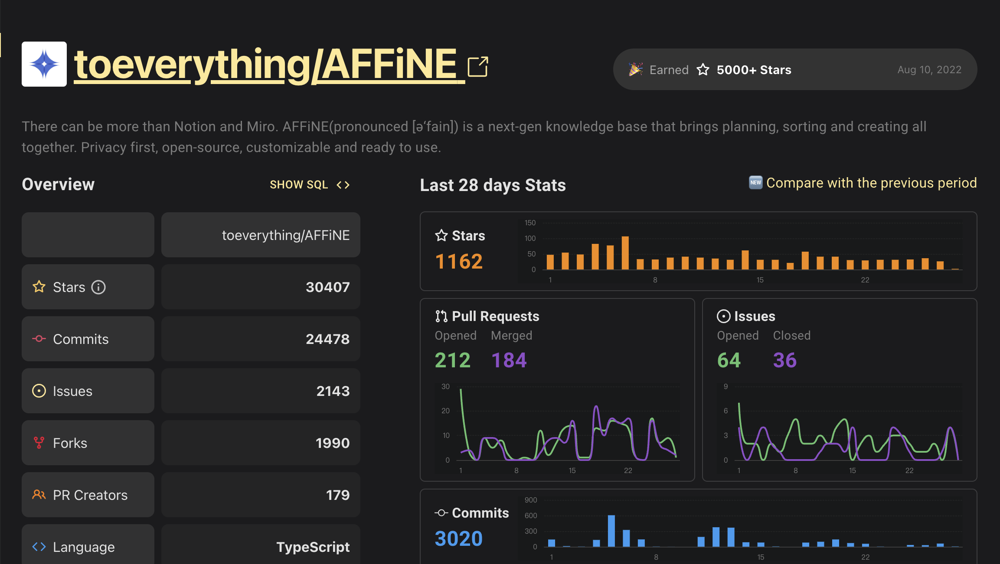 toeverything/AFFiNE
Earned 5000+ Stars Aug 10, 2022
There can be more than Notion and Miro. AFFiNE(pronounced [ə‘fain]) is a next-gen knowledge base that brings planning, sorting and creating all
together. Privacy first, open-source, customizable and ready to use.
Overview
SHOW SQL <>
toeverything/AFFiNE
Stars 30407
Commits 24478
Issues 2143
Forks 1990
PR Creators 179
Language TypeScript
Last 28 days Stats
NEW Compare with the previous period
Stars
1162
150
100
50
0
1 8 15 22
Pull Requests
Opened Merged
212 184
30
20
10
0
1 8 15 22
Issues
Opened Closed
64 36
9
6
3
0
1 8 15 22
Commits
3020
900
600
300
0
1 8 15 22